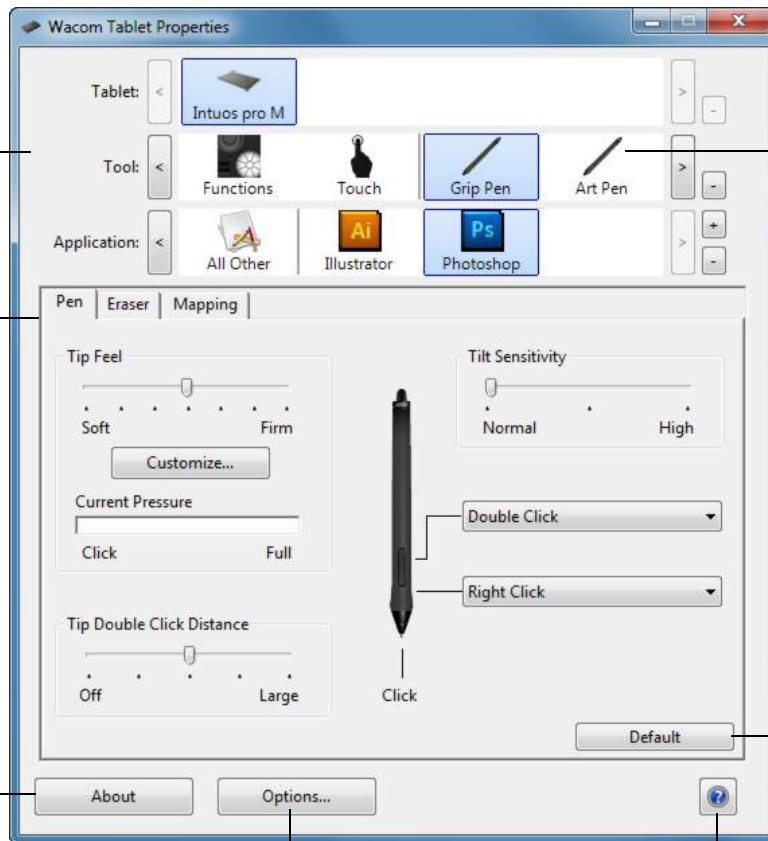 Wacom Tablet Properties
Tablet:
<
Intuos pro M
>
-
Tool:
<
Functions
Touch
Grip Pen
Art Pen
>
-
Application:
<
All Other
Ai
Illustrator
Ps
Photoshop
>
+
-
Pen
Eraser
Mapping
Tip Feel
Soft
Firm
Customize...
Current Pressure
Click
Full
Tip Double Click Distance
Off
Large
Tilt Sensitivity
Normal
High
Double Click
Right Click
Click
Default
About
Options...
?